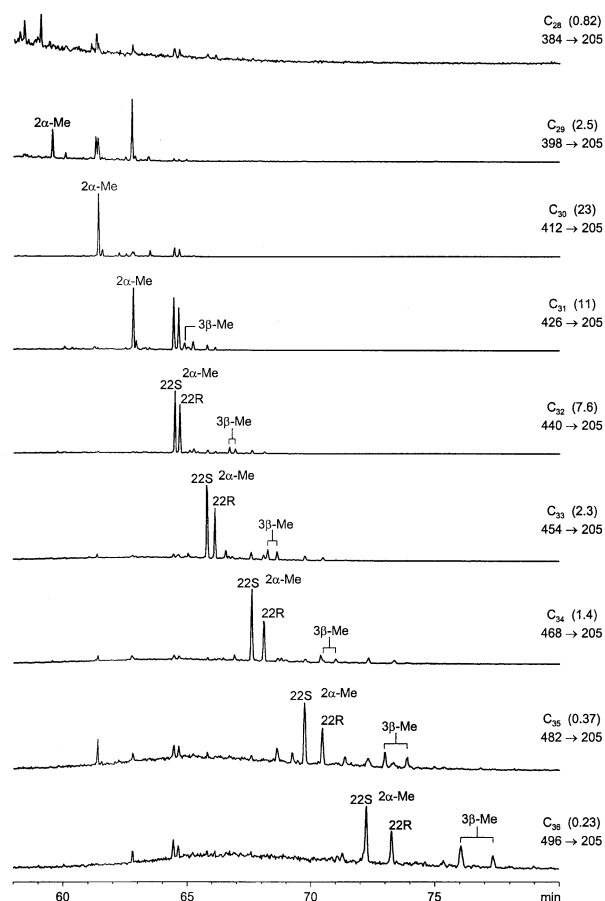 C28 (0.82)
384 → 205
2α-Me
C29 (2.5)
398 → 205
2α-Me
C30 (23)
412 → 205
2α-Me
3β-Me
C31 (11)
426 → 205
22S
2α-Me
22R
3β-Me
C32 (7.6)
440 → 205
22S 2α-Me
22R
3β-Me
C33 (2.3)
454 → 205
22S 2α-Me
22R
3β-Me
C34 (1.4)
468 → 205
22S 2α-Me
22R
3β-Me
C35 (0.37)
482 → 205
22S 2α-Me
22R
3β-Me
C36 (0.23)
496 → 205
60 65 70 75 min